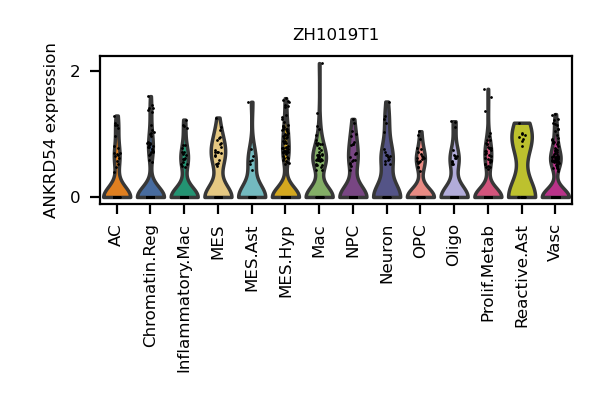 ZH1019T1
ANKRD54 expression
2
0
AC
Chromatin.Reg
Inflammatory.Mac
MES
MES.Ast
MES.Hyp
Mac
NPC
Neuron
OPC
Oligo
Prolif.Metab
Reactive.Ast
Vasc